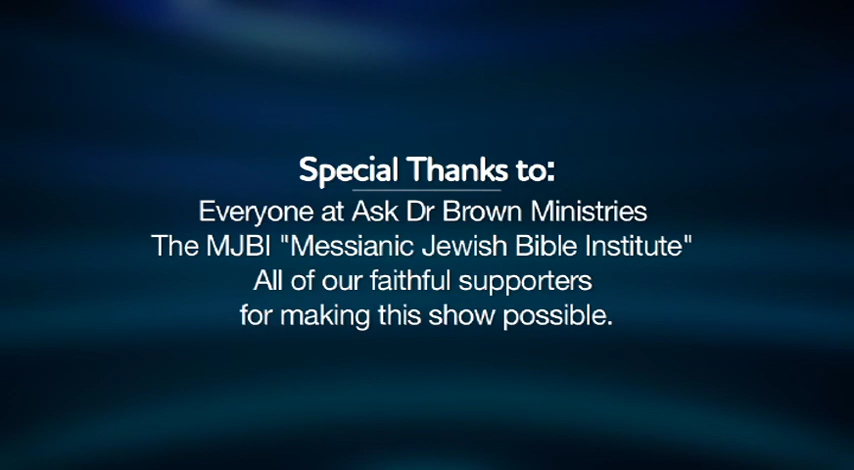 Special Thanks to:
Everyone at Ask Dr Brown Ministries
The MJBI "Messianic Jewish Bible Institute"
All of our faithful supporters
for making this show possible.